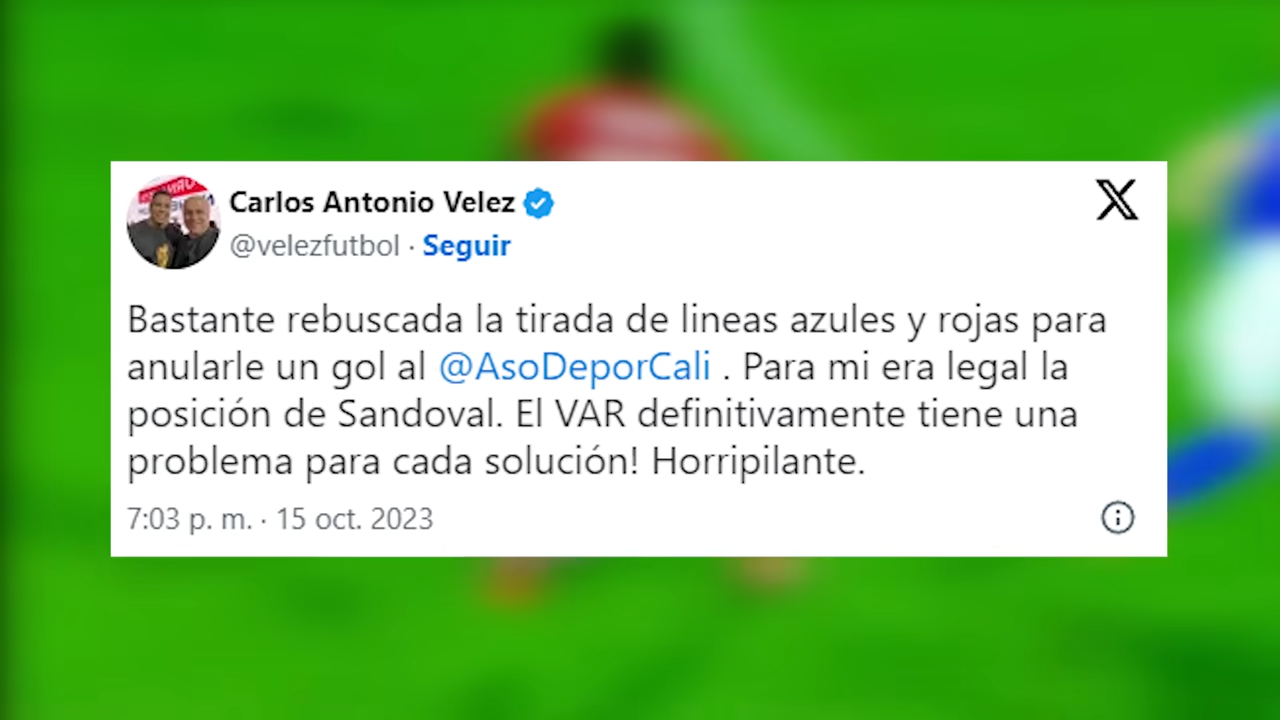 Carlos Antonio Velez
@velezfutbol · Seguir
Bastante rebuscada la tirada de lineas azules y rojas para
anularle un gol al @AsoDeporCali . Para mi era legal la
posición de Sandoval. El VAR definitivamente tiene una
problema para cada solución! Horripilante.
7:03 p. m. · 15 oct. 2023